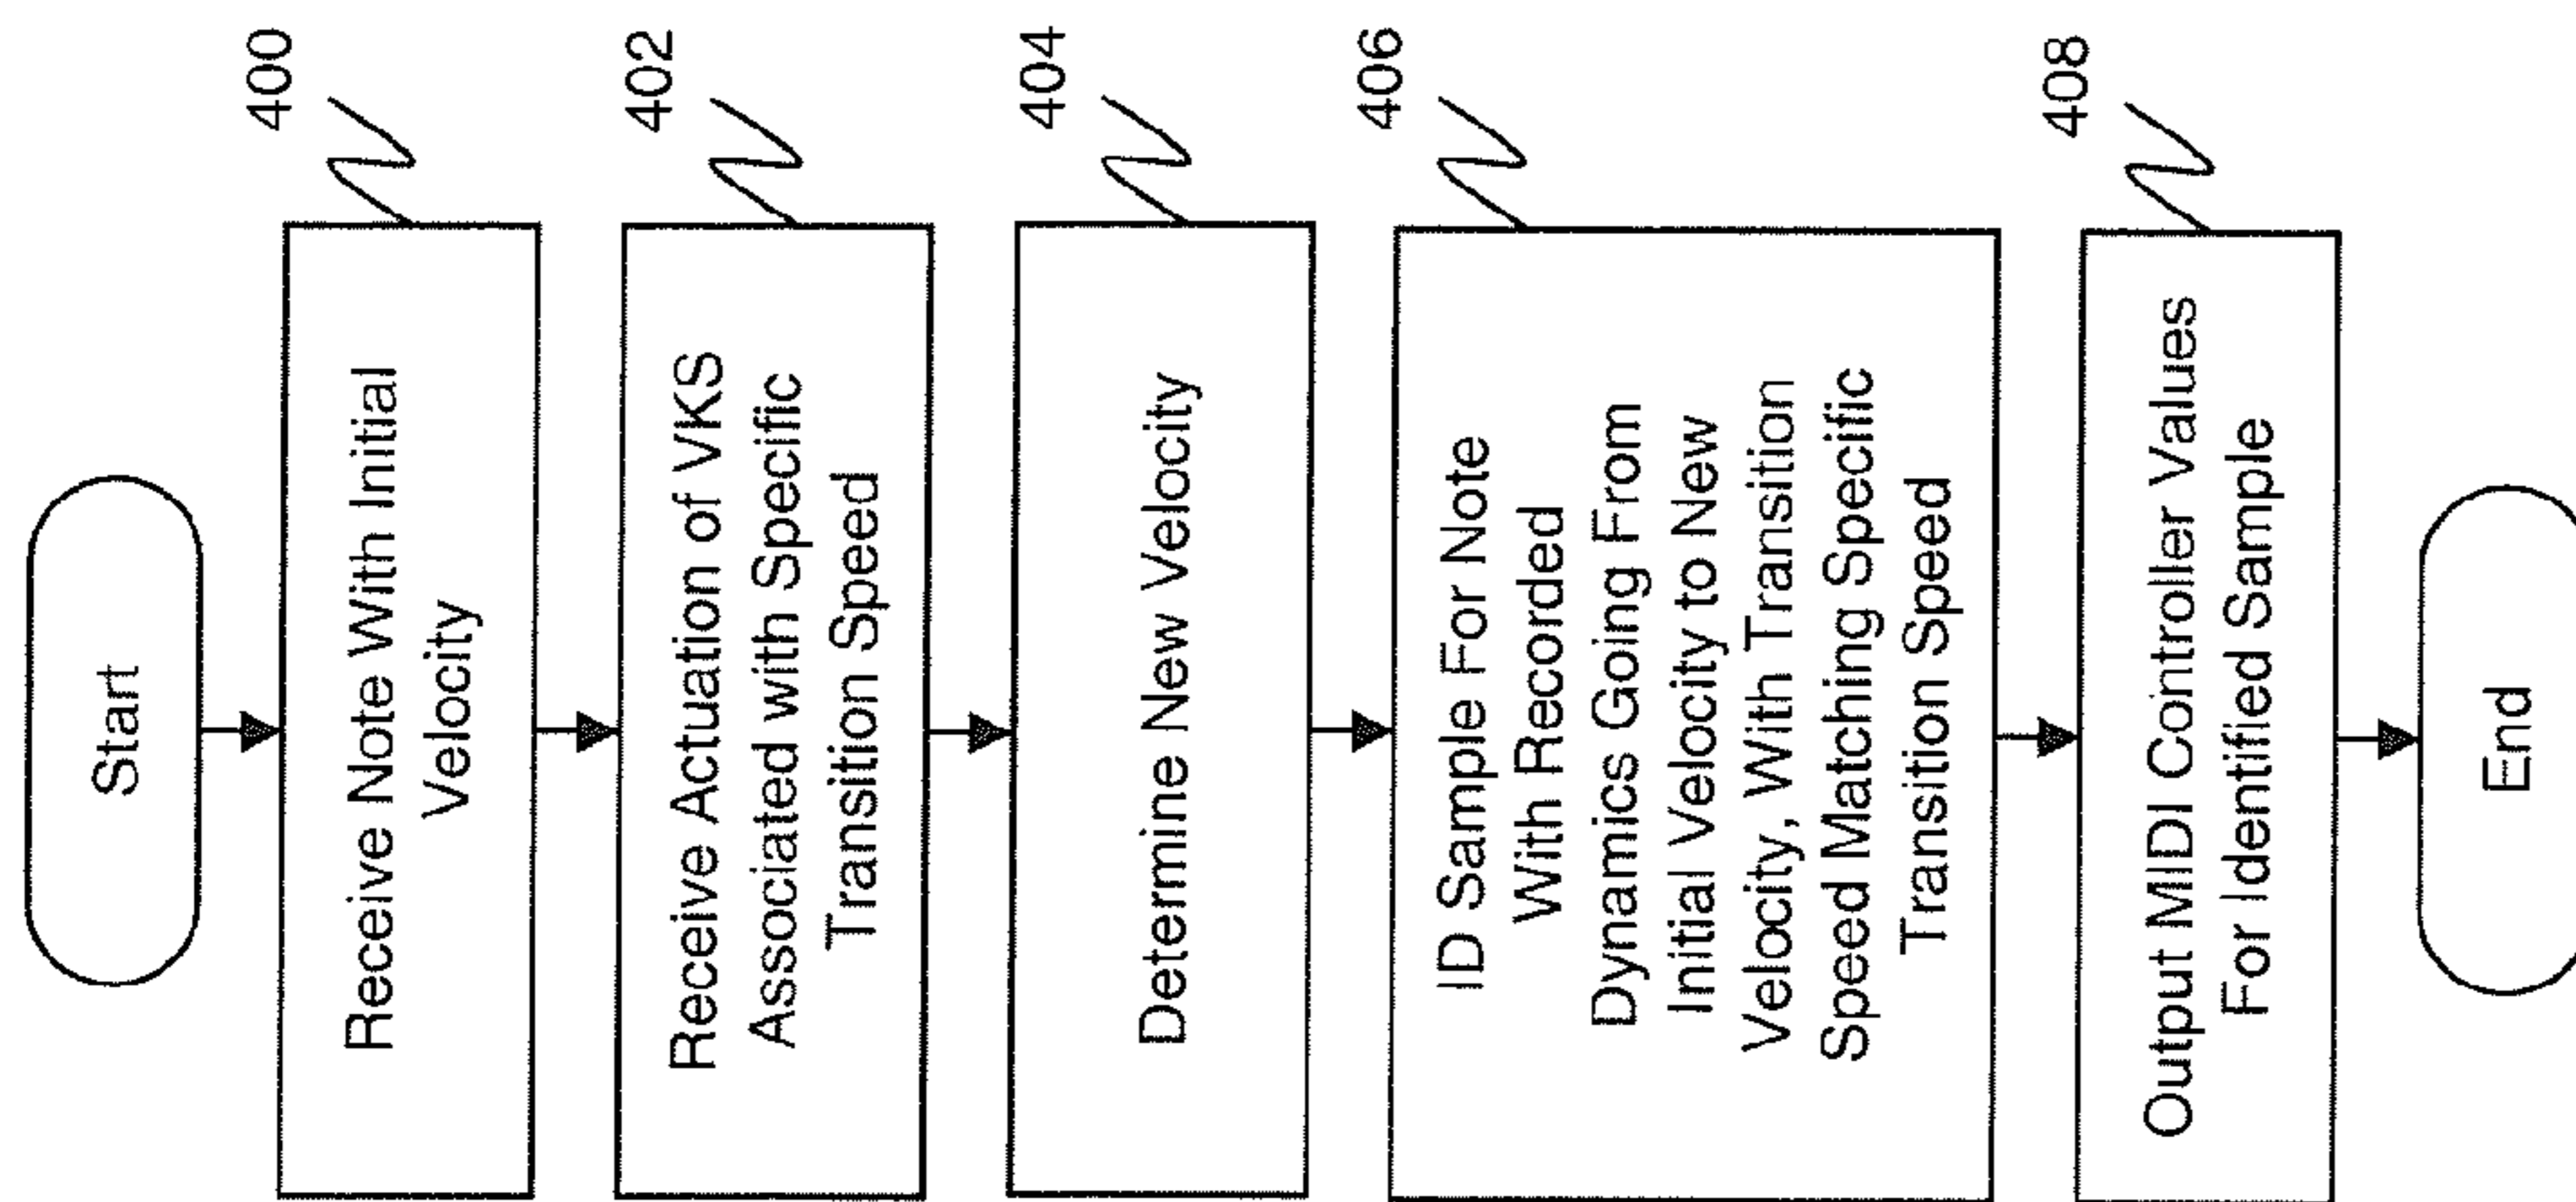 Start
400
Receive Note With Initial
Velocity
402
Receive Actuation of VKS
Associated with Specific
Transition Speed
404
Determine New Velocity
406
ID Sample For Note
With Recorded
Dynamics Going From
Initial Velocity to New
Velocity, With Transition
Speed Matching Specific
Transition Speed
408
Output MIDI Controller Values
For Identified Sample
End